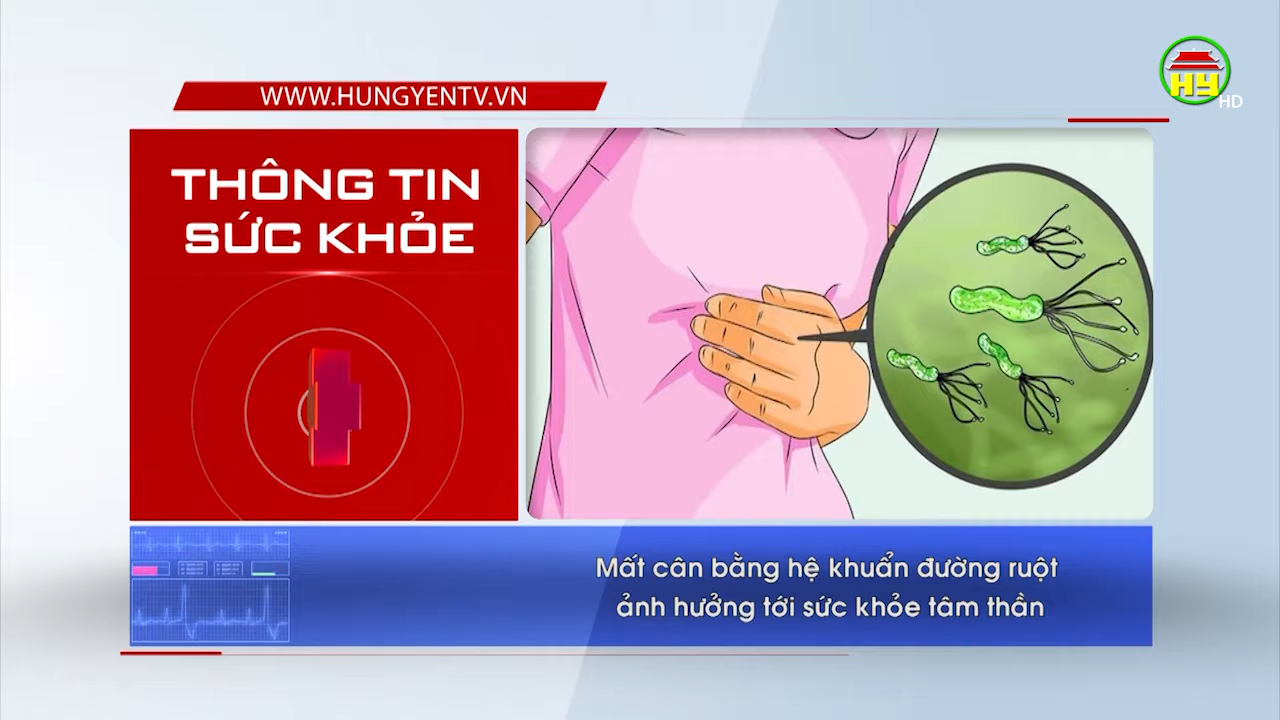 WWW.HUNGYENTV.VN
HY
HD
THÔNG TIN
SỨC KHỎE
Mất cân bằng hệ khuẩn đường ruột
ảnh hưởng tới sức khỏe tâm thần